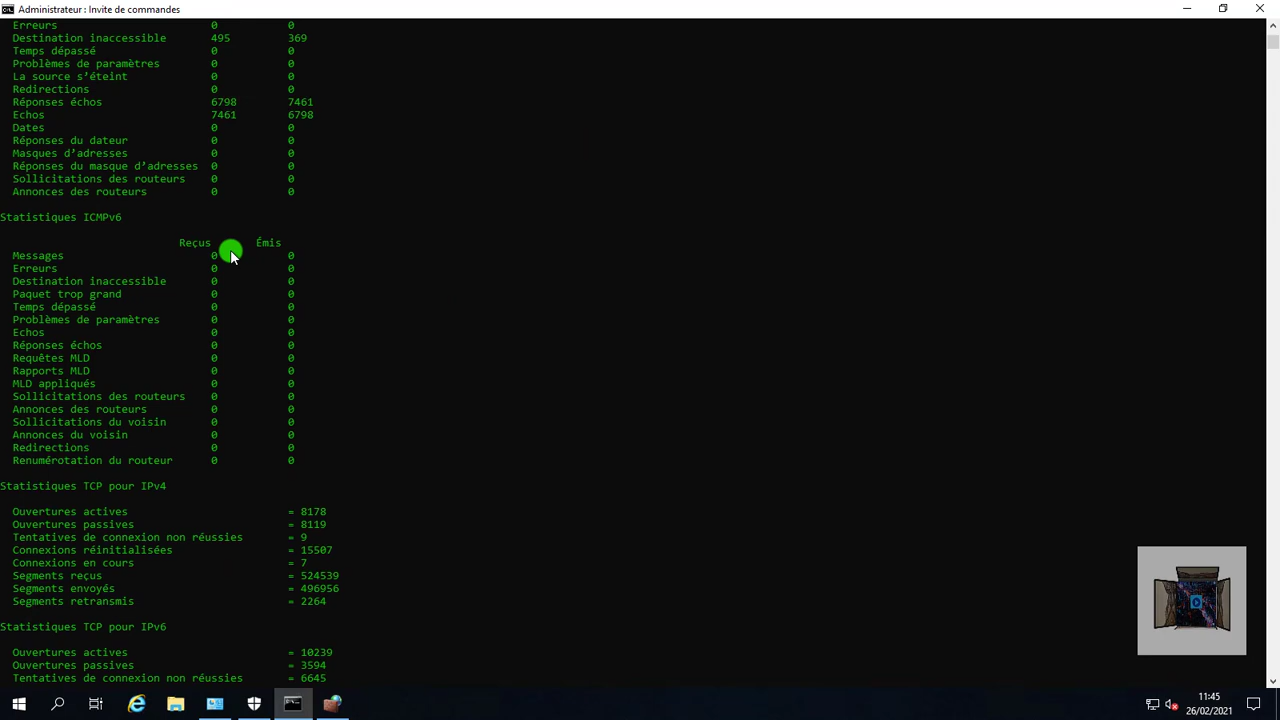 Administrateur : Invite de commandes
Erreurs 0 0
Destination inaccessible 495 369
Temps dépassé 0 0
Problèmes de paramètres 0 0
La source s’éteint 0 0
Redirections 0 0
Réponses échos 6798 7461
Echos 7461 6798
Dates 0 0
Réponses du dateur 0 0
Masques d’adresses 0 0
Réponses du masque d’adresses 0 0
Sollicitations des routeurs 0 0
Annonces des routeurs 0 0
Statistiques ICMPv6
Reçus Émis
Messages 0 0
Erreurs 0 0
Destination inaccessible 0 0
Paquet trop grand 0 0
Temps dépassé 0 0
Problèmes de paramètres 0 0
Echos 0 0
Réponses échos 0 0
Requêtes MLD 0 0
Rapports MLD 0 0
MLD appliqués 0 0
Sollicitations des routeurs 0 0
Annonces des routeurs 0 0
Sollicitations du voisin 0 0
Annonces du voisin 0 0
Redirections 0 0
Renumérotation du routeur 0 0
Statistiques TCP pour IPv4
Ouvertures actives = 8178
Ouvertures passives = 8119
Tentatives de connexion non réussies = 9
Connexions réinitialisées = 15507
Connexions en cours = 7
Segments reçus = 524539
Segments envoyés = 496956
Segments retransmis = 2264
Statistiques TCP pour IPv6
Ouvertures actives = 10239
Ouvertures passives = 3594
Tentatives de connexion non réussies = 6645
11:45
26/02/2021